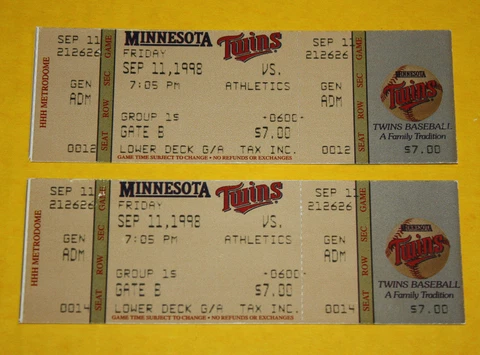 SEP 11 GAME MINNESOTA Twins SEP 11 GAME
212626 FRIDAY 212626
SEP 11,1998 VS.
HHH METRODOME GEN SEC 7:05 PM ATHLETICS GEN SEC MINNESOTA
ADM ADM Twins
ROW GROUP 1s -0600- ROW TWINS BASEBALL
GATE B $7.00 A Family Tradition
0012 SEAT LOWER DECK G/A TAX INC. 0012 SEAT $7.00
GAME TIME SUBJECT TO CHANGE • NO REFUNDS OR EXCHANGES
SEP 11 GAME MINNESOTA Twins SEP 11 GAME
212626 FRIDAY 212626
SEP 11,1998 VS.
HHH METRODOME GEN SEC 7:05 PM ATHLETICS GEN SEC MINNESOTA
ADM ADM Twins
ROW GROUP 1s -0600- ROW TWINS BASEBALL
GATE B $7.00 A Family Tradition
0014 SEAT LOWER DECK G/A TAX INC. 0014 SEAT $7.00
GAME TIME SUBJECT TO CHANGE • NO REFUNDS OR EXCHANGES